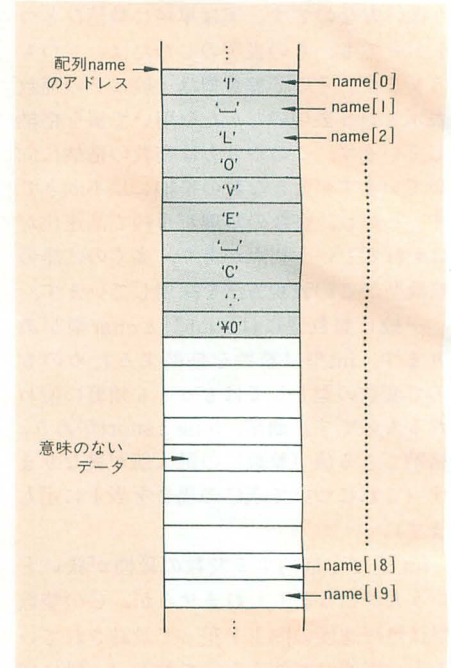 ⋮
配列name
のアドレス
'I' name[0]
'␣' name[1]
'L' name[2]
'O'
'V'
'E'
'␣'
'C'
'.'
'¥0'
意味のない
データ
name[18]
name[19]
⋮